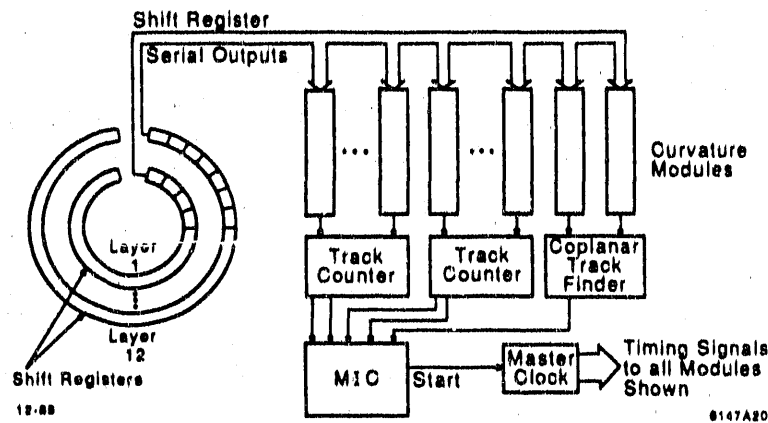 Shift Register
Serial Outputs
Curvature
Modules
Layer
1
Layer
12
Shift Registers
Track
Counter
Track
Counter
Coplanar
Track
Finder
MIC
Start
Master
Clock
Timing Signals
to all Modules
Shown
12-88
6147A20